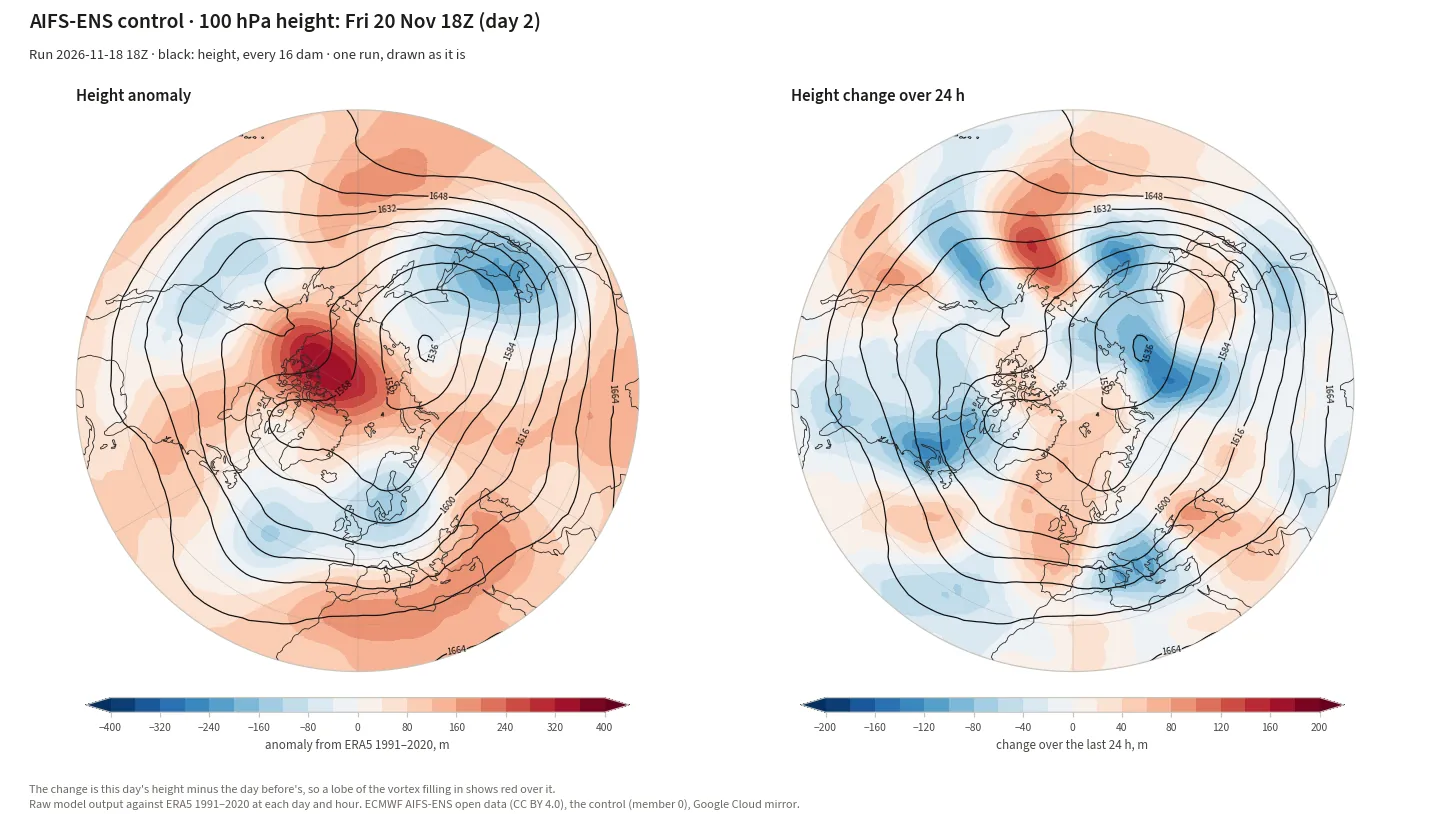 AIFS-ENS control · 100 hPa height: Fri 20 Nov 18Z (day 2)
Run 2026-11-18 18Z · black: height, every 16 dam · one run, drawn as it is
Height anomaly
Height change over 24 h
1648
1632
1536
1584
1568
1664
1616
1600
1664
1648
1632
1536
1584
1568
1664
1616
1600
1664
−400 −320 −240 −160 −80 0 80 160 240 320 400
anomaly from ERA5 1991–2020, m
−200 −160 −120 −80 −40 0 40 80 120 160 200
change over the last 24 h, m
The change is this day's height minus the day before's, so a lobe of the vortex filling in shows red over it.
Raw model output against ERA5 1991–2020 at each day and hour. ECMWF AIFS-ENS open data (CC BY 4.0), the control (member 0), Google Cloud mirror.